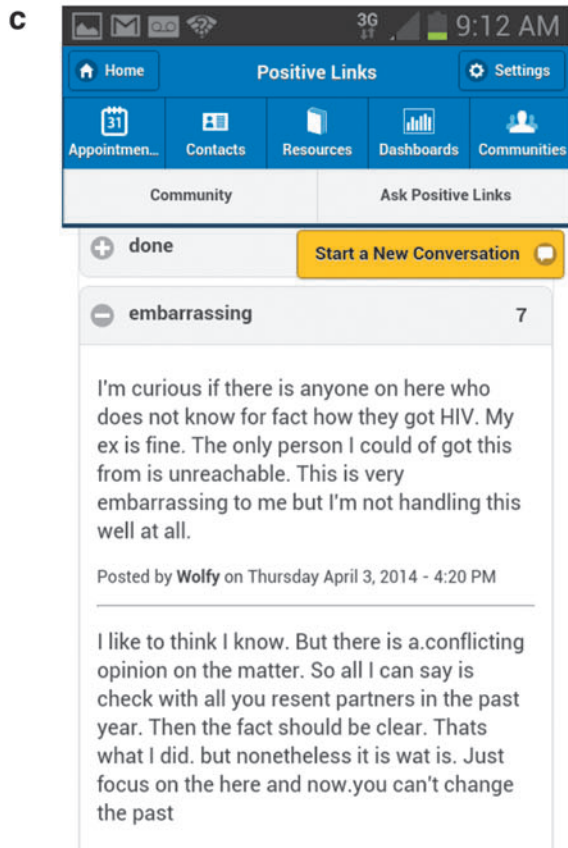 c
3G 9:12 AM
Home Positive Links Settings
31
Appointmen... Contacts Resources Dashboards Communities
Community Ask Positive Links
done Start a New Conversation
embarrassing 7
I'm curious if there is anyone on here who
does not know for fact how they got HIV. My
ex is fine. The only person I could of got this
from is unreachable. This is very
embarrassing to me but I'm not handling this
well at all.
Posted by Wolfy on Thursday April 3, 2014 - 4:20 PM
I like to think I know. But there is a.conflicting
opinion on the matter. So all I can say is
check with all you resent partners in the past
year. Then the fact should be clear. Thats
what I did. but nonetheless it is wat is. Just
focus on the here and now.you can't change
the past